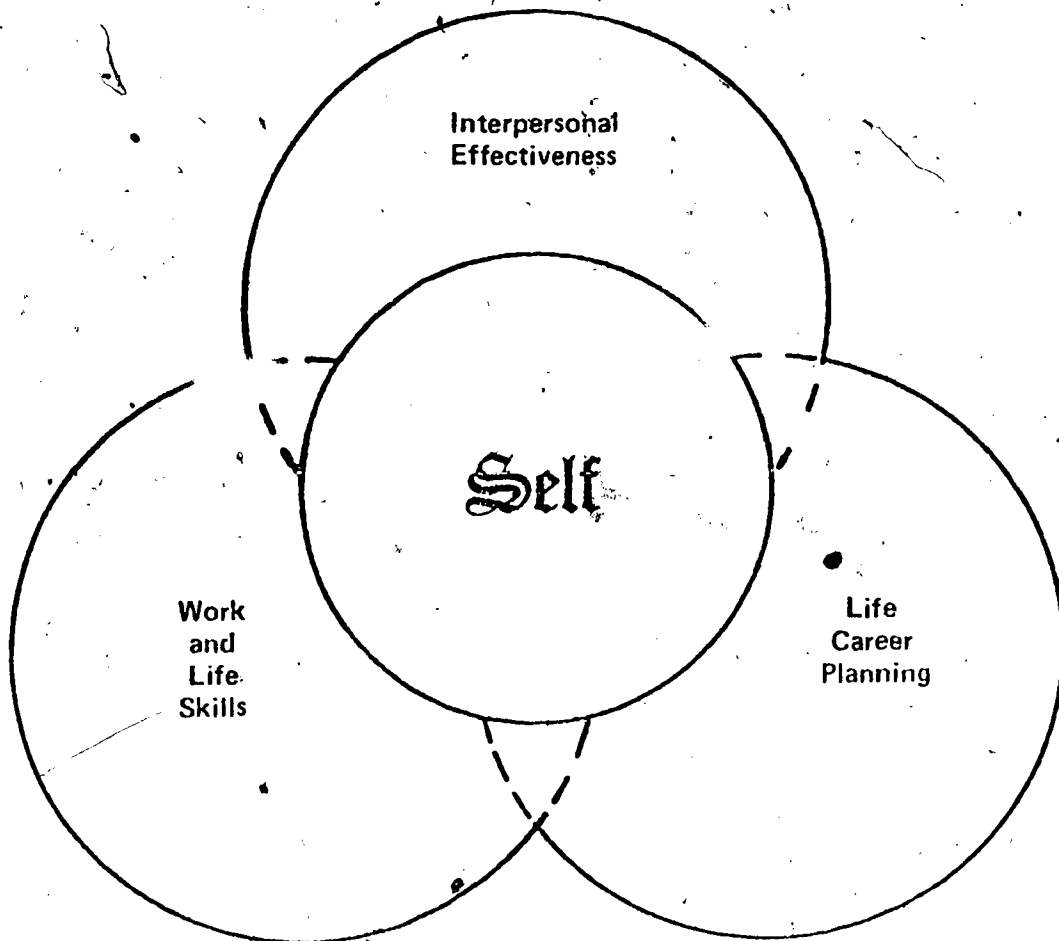 Interpersonal
Effectiveness
Self
Work
and
Life
Skills
Life
Career
Planning